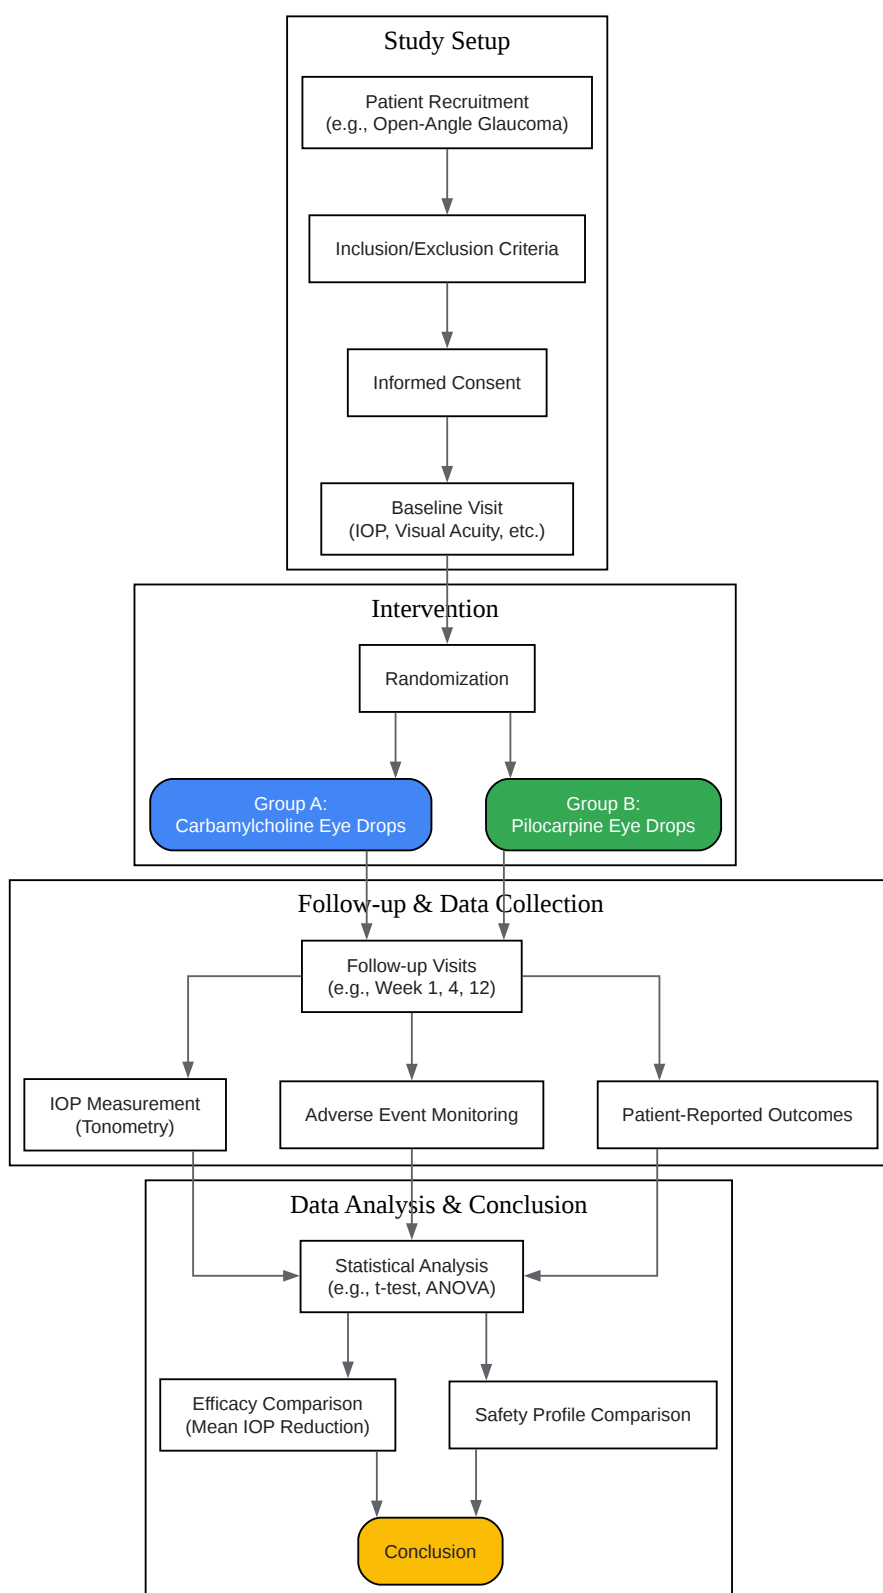 Study Setup
Patient Recruitment
(e.g., Open-Angle Glaucoma)
Inclusion/Exclusion Criteria
Informed Consent
Baseline Visit
(IOP, Visual Acuity, etc.)
Intervention
Randomization
Group A:
Carbamylcholine Eye Drops
Group B:
Pilocarpine Eye Drops
Follow-up & Data Collection
Follow-up Visits
(e.g., Week 1, 4, 12)
IOP Measurement
(Tonometry)
Adverse Event Monitoring
Patient-Reported Outcomes
Data Analysis & Conclusion
Statistical Analysis
(e.g., t-test, ANOVA)
Efficacy Comparison
(Mean IOP Reduction)
Safety Profile Comparison
Conclusion